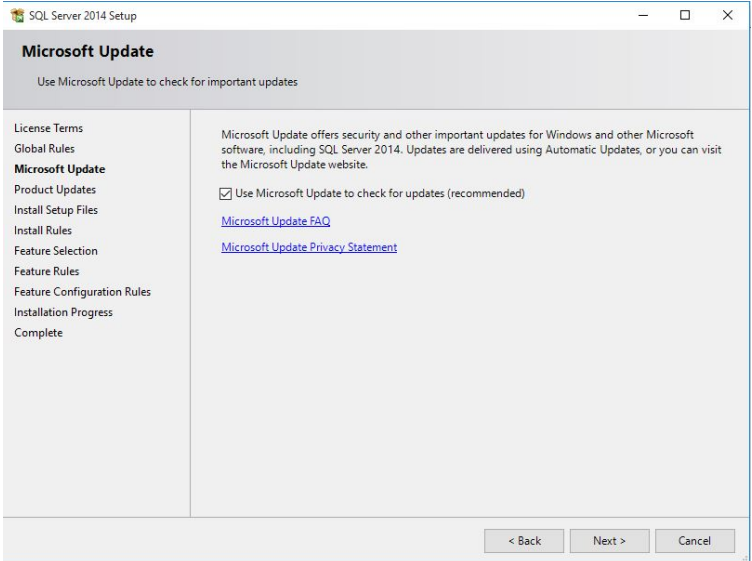 SQL Server 2014 Setup
Microsoft Update
Use Microsoft Update to check for important updates
License Terms
Global Rules
Microsoft Update
Product Updates
Install Setup Files
Install Rules
Feature Selection
Feature Rules
Feature Configuration Rules
Installation Progress
Complete
Microsoft Update offers security and other important updates for Windows and other Microsoft
software, including SQL Server 2014. Updates are delivered using Automatic Updates, or you can visit
the Microsoft Update website.
Use Microsoft Update to check for updates (recommended)
Microsoft Update FAQ
Microsoft Update Privacy Statement
< Back
Next >
Cancel